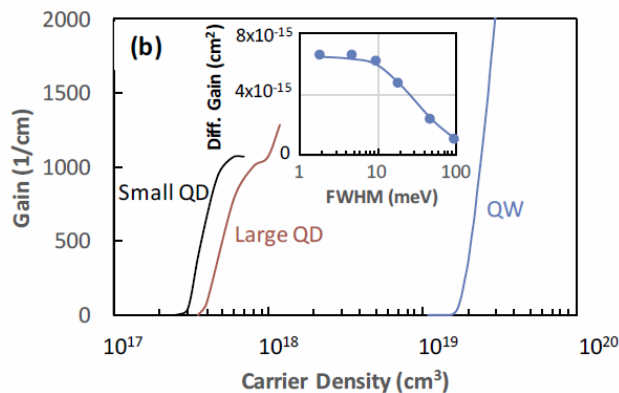 (b)
Gain (1/cm)
2000
1500
1000
500
0
Diff. Gain (cm²)
8x10⁻¹⁵
4x10⁻¹⁵
0
1 10 100
FWHM (meV)
Small QD
Large QD
QW
10¹⁷ 10¹⁸ 10¹⁹ 10²⁰
Carrier Density (cm³)